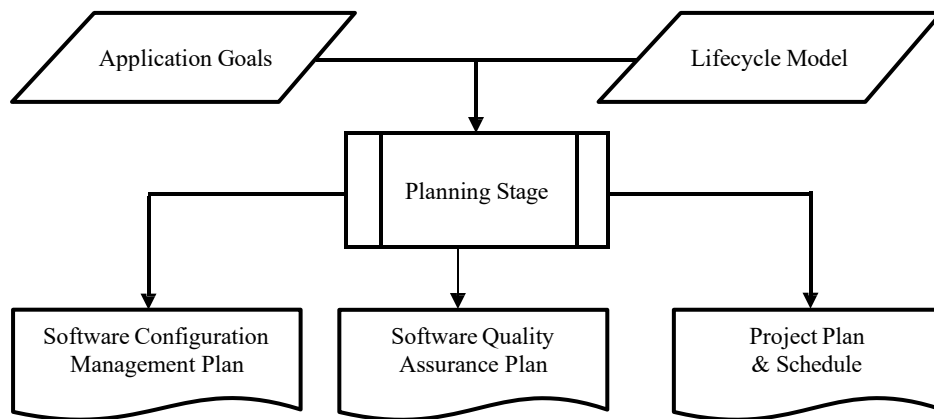 Application Goals
Lifecycle Model
Planning Stage
Software Configuration
Management Plan
Software Quality
Assurance Plan
Project Plan
& Schedule